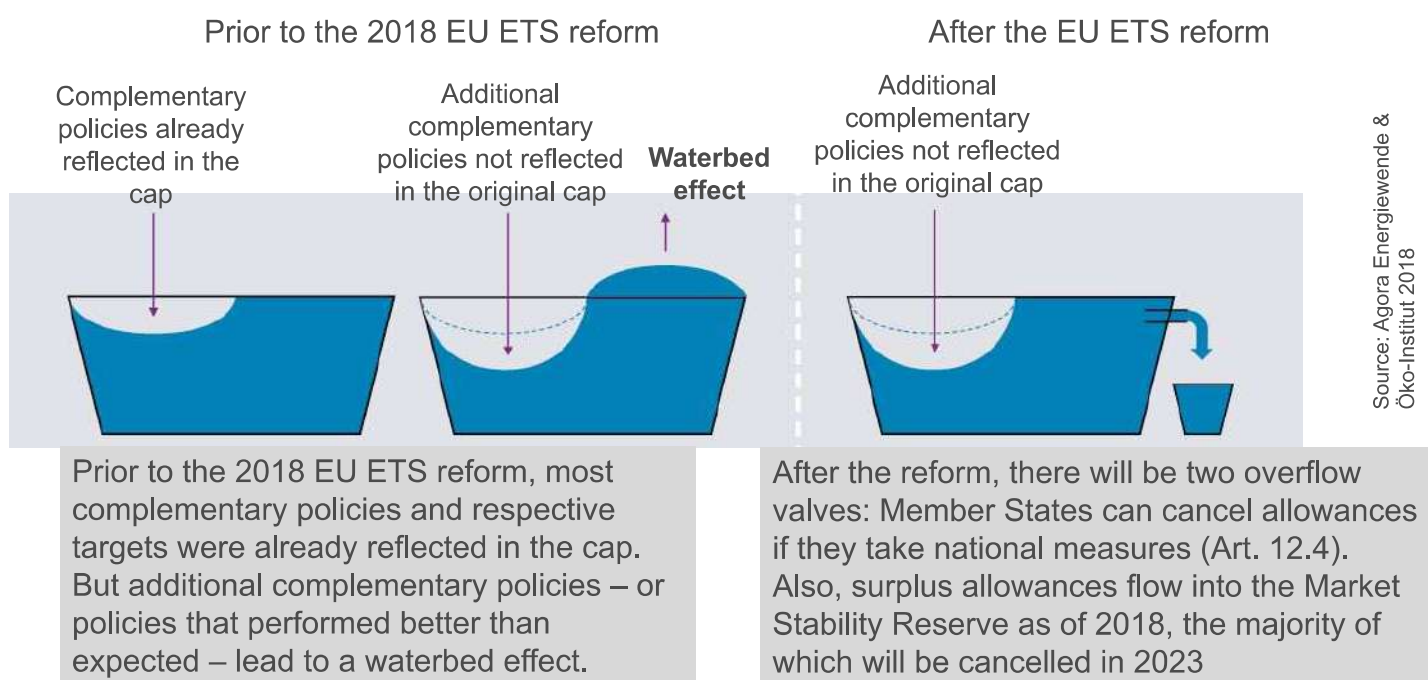 Prior to the 2018 EU ETS reform
After the EU ETS reform
Complementary
policies already
reflected in the
cap
Additional
complementary
policies not reflected
in the original cap
Waterbed
effect
Additional
complementary
policies not reflected
in the original cap
Source: Agora Energiewende &
Öko-Institut 2018
Prior to the 2018 EU ETS reform, most
complementary policies and respective
targets were already reflected in the cap.
But additional complementary policies – or
policies that performed better than
expected – lead to a waterbed effect.
After the reform, there will be two overflow
valves: Member States can cancel allowances
if they take national measures (Art. 12.4).
Also, surplus allowances flow into the Market
Stability Reserve as of 2018, the majority of
which will be cancelled in 2023